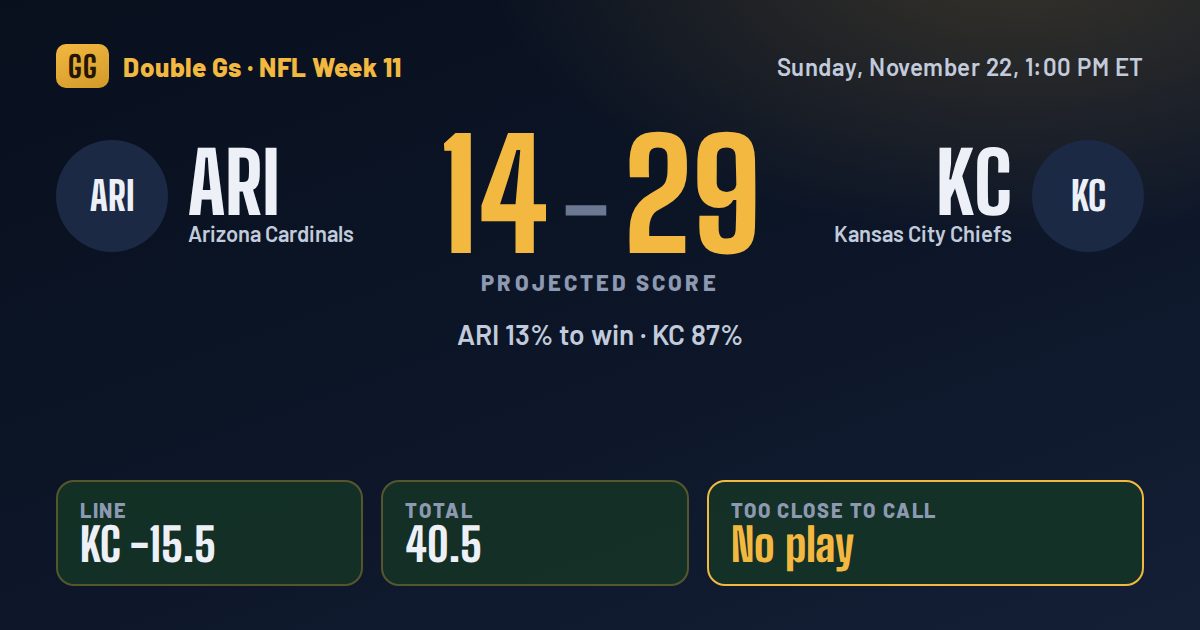 GG Double Gs · NFL Week 11
Sunday, November 22, 1:00 PM ET
ARI
ARI
Arizona Cardinals
14 – 29
KC
Kansas City Chiefs
KC
PROJECTED SCORE
ARI 13% to win · KC 87%
LINE
KC −15.5
TOTAL
40.5
TOO CLOSE TO CALL
No play